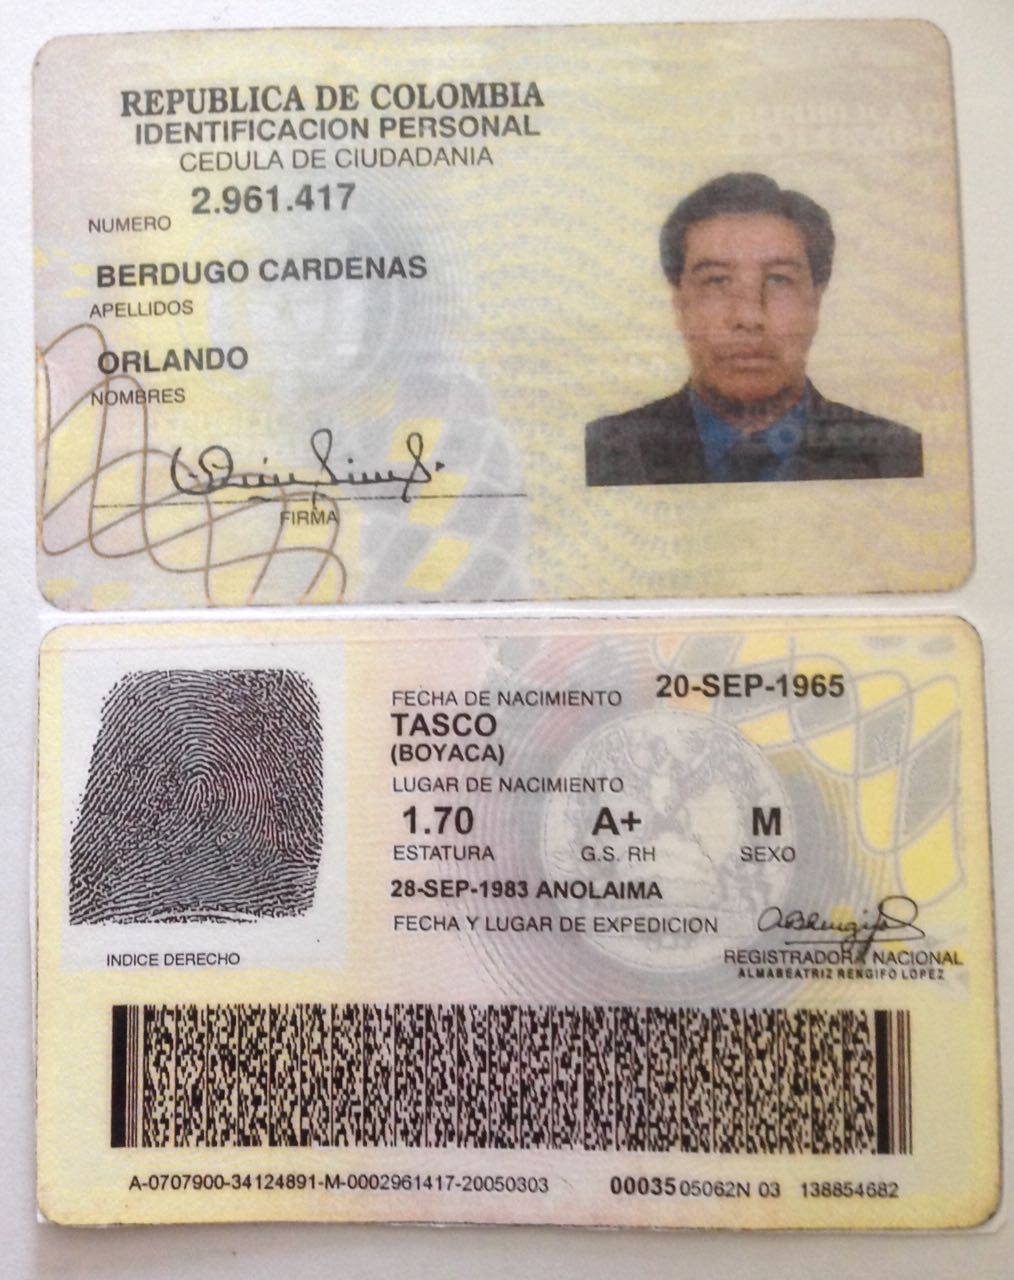 REPUBLICA DE COLOMBIA
IDENTIFICACION PERSONAL
CEDULA DE CIUDADANIA
2.961.417
NUMERO
BERDUGO CARDENAS
APELLIDOS
ORLANDO
NOMBRES
FIRMA
FECHA DE NACIMIENTO 20-SEP-1965
TASCO
(BOYACA)
LUGAR DE NACIMIENTO
1.70 A+ M
ESTATURA G.S. RH SEXO
28-SEP-1983 ANOLAIMA
FECHA Y LUGAR DE EXPEDICION
REGISTRADORA NACIONAL
ALMABEATRIZ RENGIFO LOPEZ
INDICE DERECHO
A-0707900-34124891-M-0002961417-20050303 00035 05062N 03 138854682